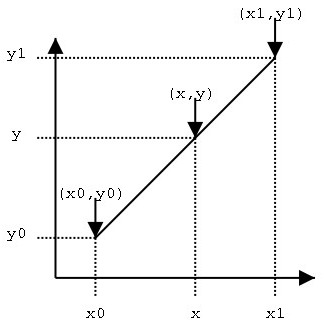 (x1,y1)
y1
(x,y)
y
(x0,y0)
y0
x0 x x1